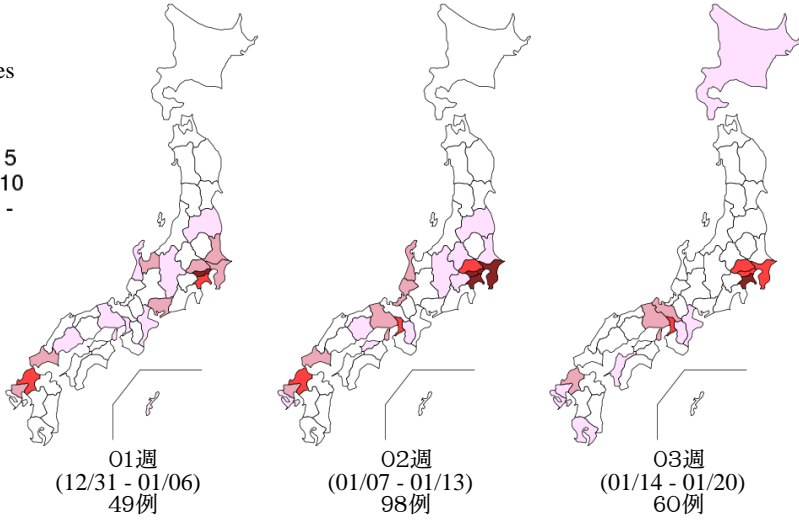 es
5
10
-
01週
(12/31 - 01/06)
49例
02週
(01/07 - 01/13)
98例
03週
(01/14 - 01/20)
60例